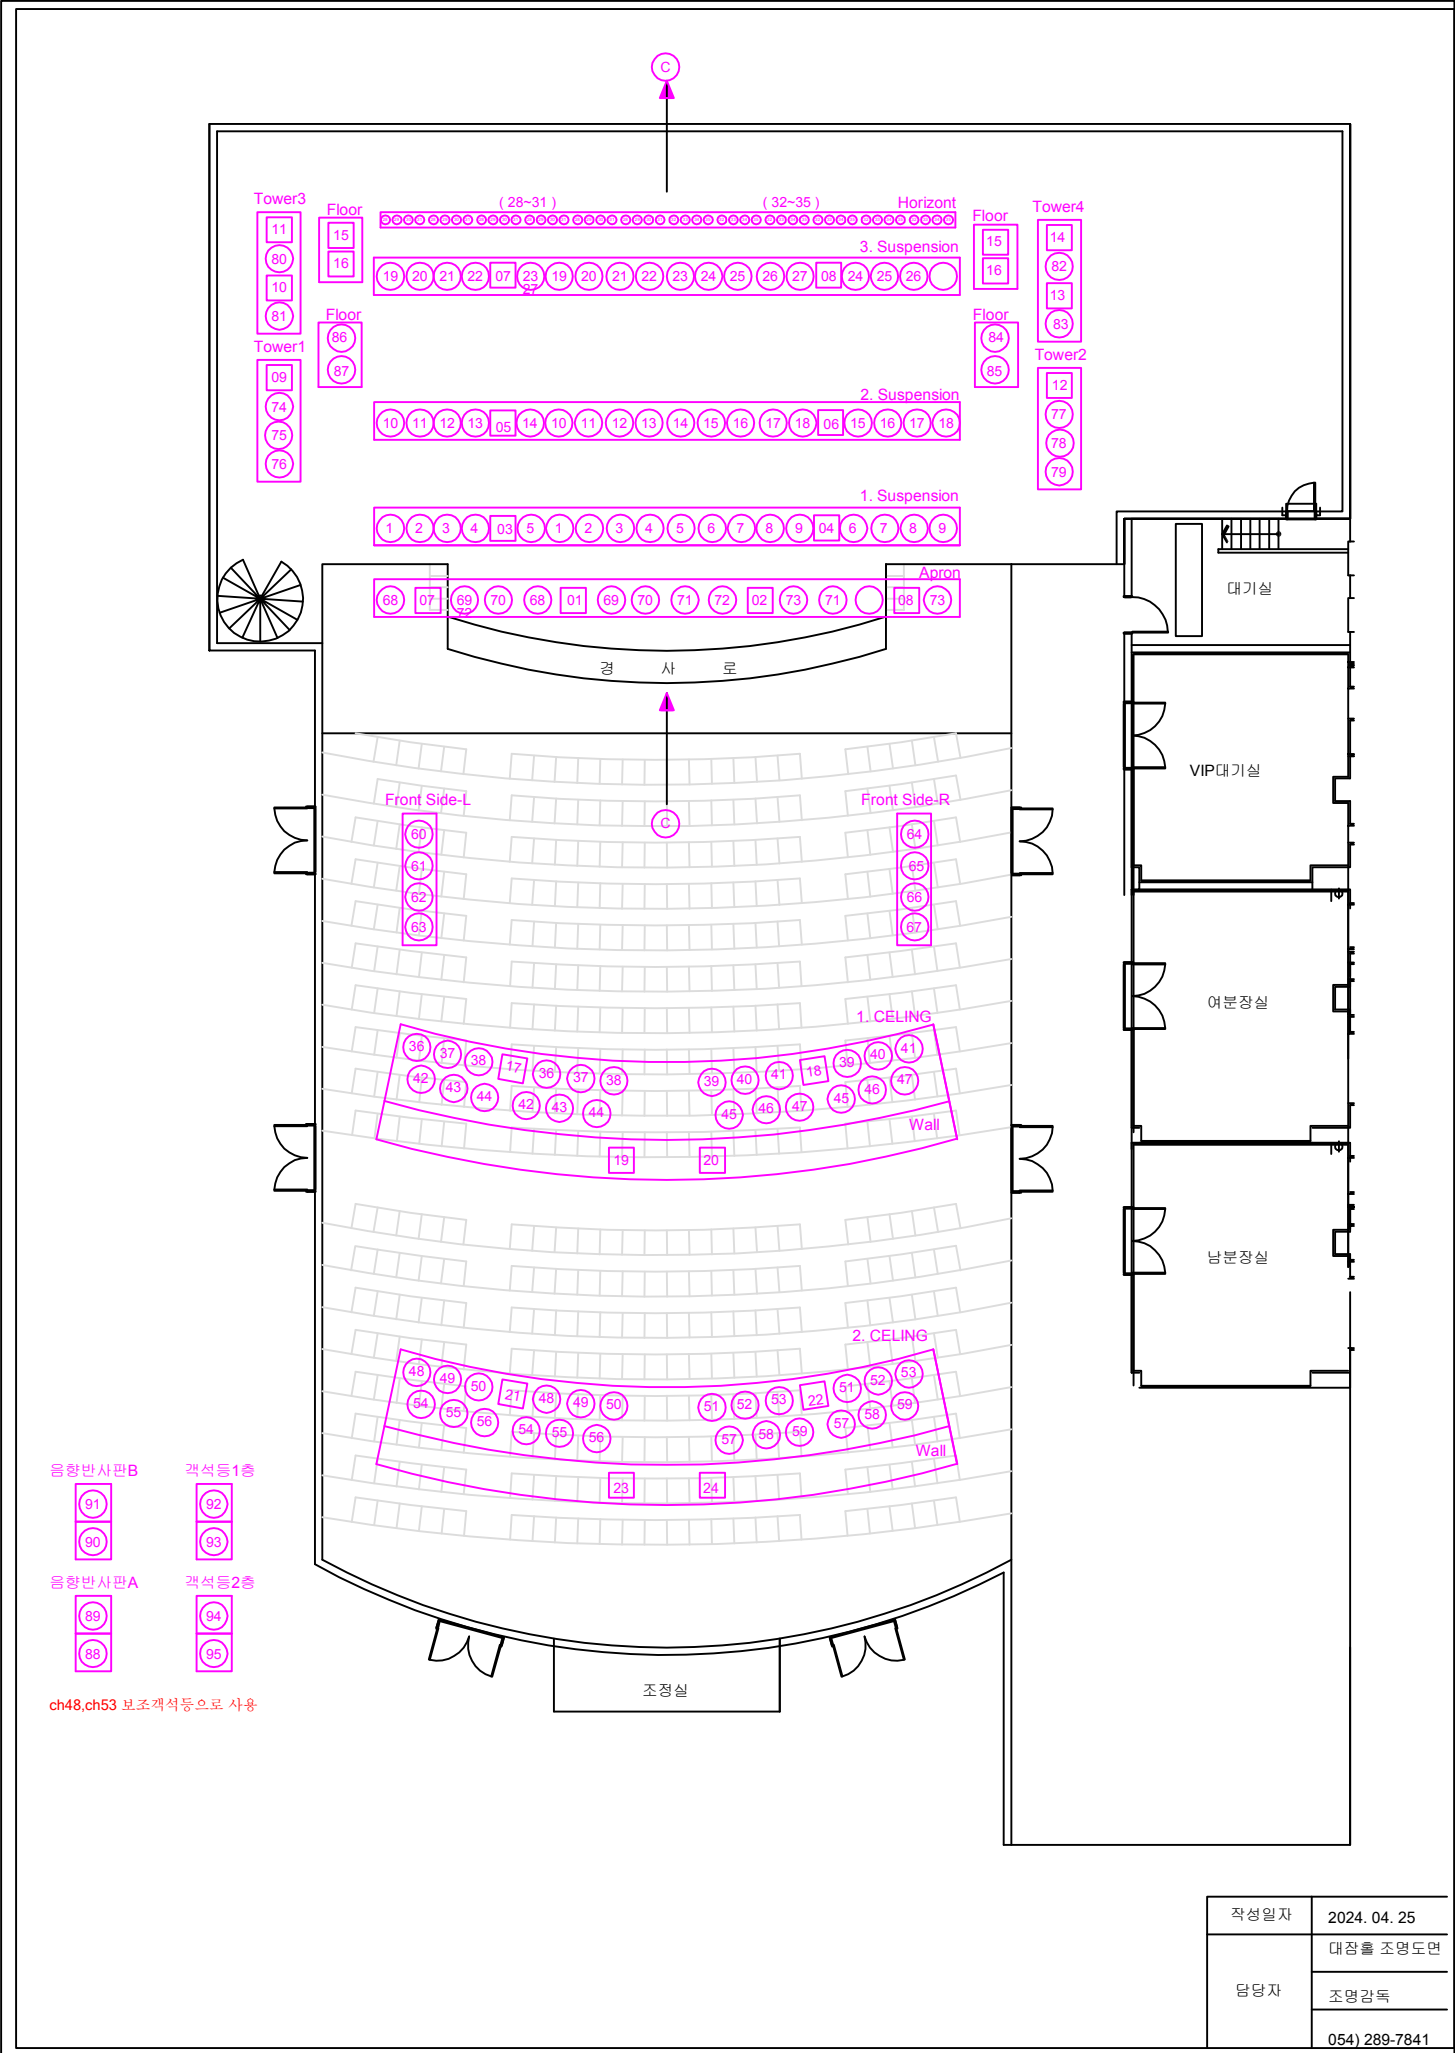 C
Tower3
Floor
( 28~31 )
( 32~35 )
Horizont
Floor
Tower4
11
80
10
81
15
16
3. Suspension
19 20 21 22 07 23 19 20 21 22 23 24 25 26 27 08 24 25 26
27
15
16
14
82
13
83
Tower1
Floor
Floor
Tower2
09
74
75
76
86
87
84
85
12
77
78
79
2. Suspension
10 11 12 13 05 14 10 11 12 13 14 15 16 17 18 06 15 16 17 18
1. Suspension
1 2 3 4 03 5 1 2 3 4 5 6 7 8 9 04 6 7 8 9
Apron
68 07 69 70 68 01 69 70 71 72 02 73 71 08 73
72
경 사 로
대기실
VIP대기실
여분장실
남분장실
Front Side-L
60
61
62
63
C
Front Side-R
64
65
66
67
1. CELING
36 37 38 17 36 37 38 39 40 41 18 39 40 41
42 43 44 42 43 44 45 46 47 45 46 47
Wall
19 20
2. CELING
48 49 50 21 48 49 50 51 52 53 22 51 52 53
54 55 56 54 55 56 57 58 59 57 58 59
Wall
23 24
음향반사판B
91
90
객석등1층
92
93
음향반사판A
89
88
객석등2층
94
95
ch48,ch53 보조객석등으로 사용
조정실
작성일자 2024. 04. 25
담당자 대잠홀 조명도면
조명감독
054) 289-7841